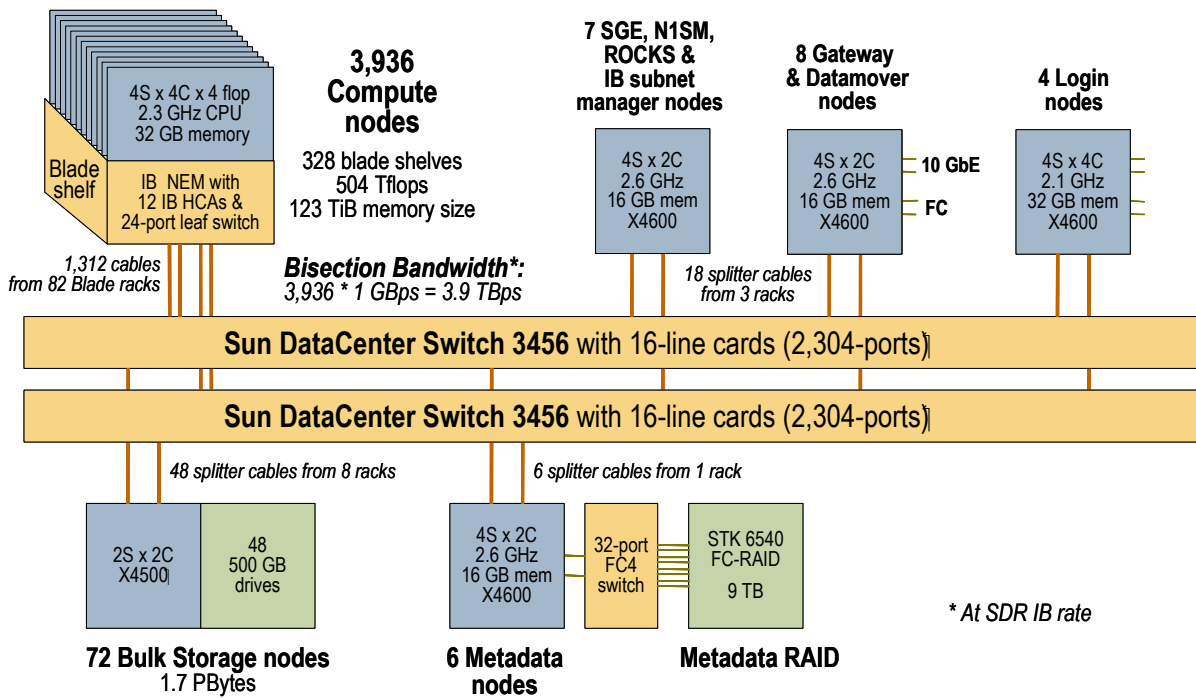 4S x 4C x 4 flop
2.3 GHz CPU
32 GB memory
Blade
shelf
IB NEM with
12 IB HCAs &
24-port leaf switch
3,936
Compute
nodes
328 blade shelves
504 Tflops
123 TiB memory size
7 SGE, N1SM,
ROCKS &
IB subnet
manager nodes
4S x 2C
2.6 GHz
16 GB mem
X4600
8 Gateway
& Datamover
nodes
4S x 2C
2.6 GHz
16 GB mem
X4600
10 GbE
FC
4 Login
nodes
4S x 4C
2.1 GHz
32 GB mem
X4600
1,312 cables
from 82 Blade racks
Bisection Bandwidth*:
3,936 * 1 GBps = 3.9 TBps
18 splitter cables
from 3 racks
Sun DataCenter Switch 3456 with 16-line cards (2,304-ports)
Sun DataCenter Switch 3456 with 16-line cards (2,304-ports)
48 splitter cables from 8 racks
6 splitter cables from 1 rack
2S x 2C
X4500
48
500 GB
drives
72 Bulk Storage nodes
1.7 PBytes
4S x 2C
2.6 GHz
16 GB mem
X4600
6 Metadata
nodes
32-port
FC4
switch
STK 6540
FC-RAID
9 TB
Metadata RAID
* At SDR IB rate